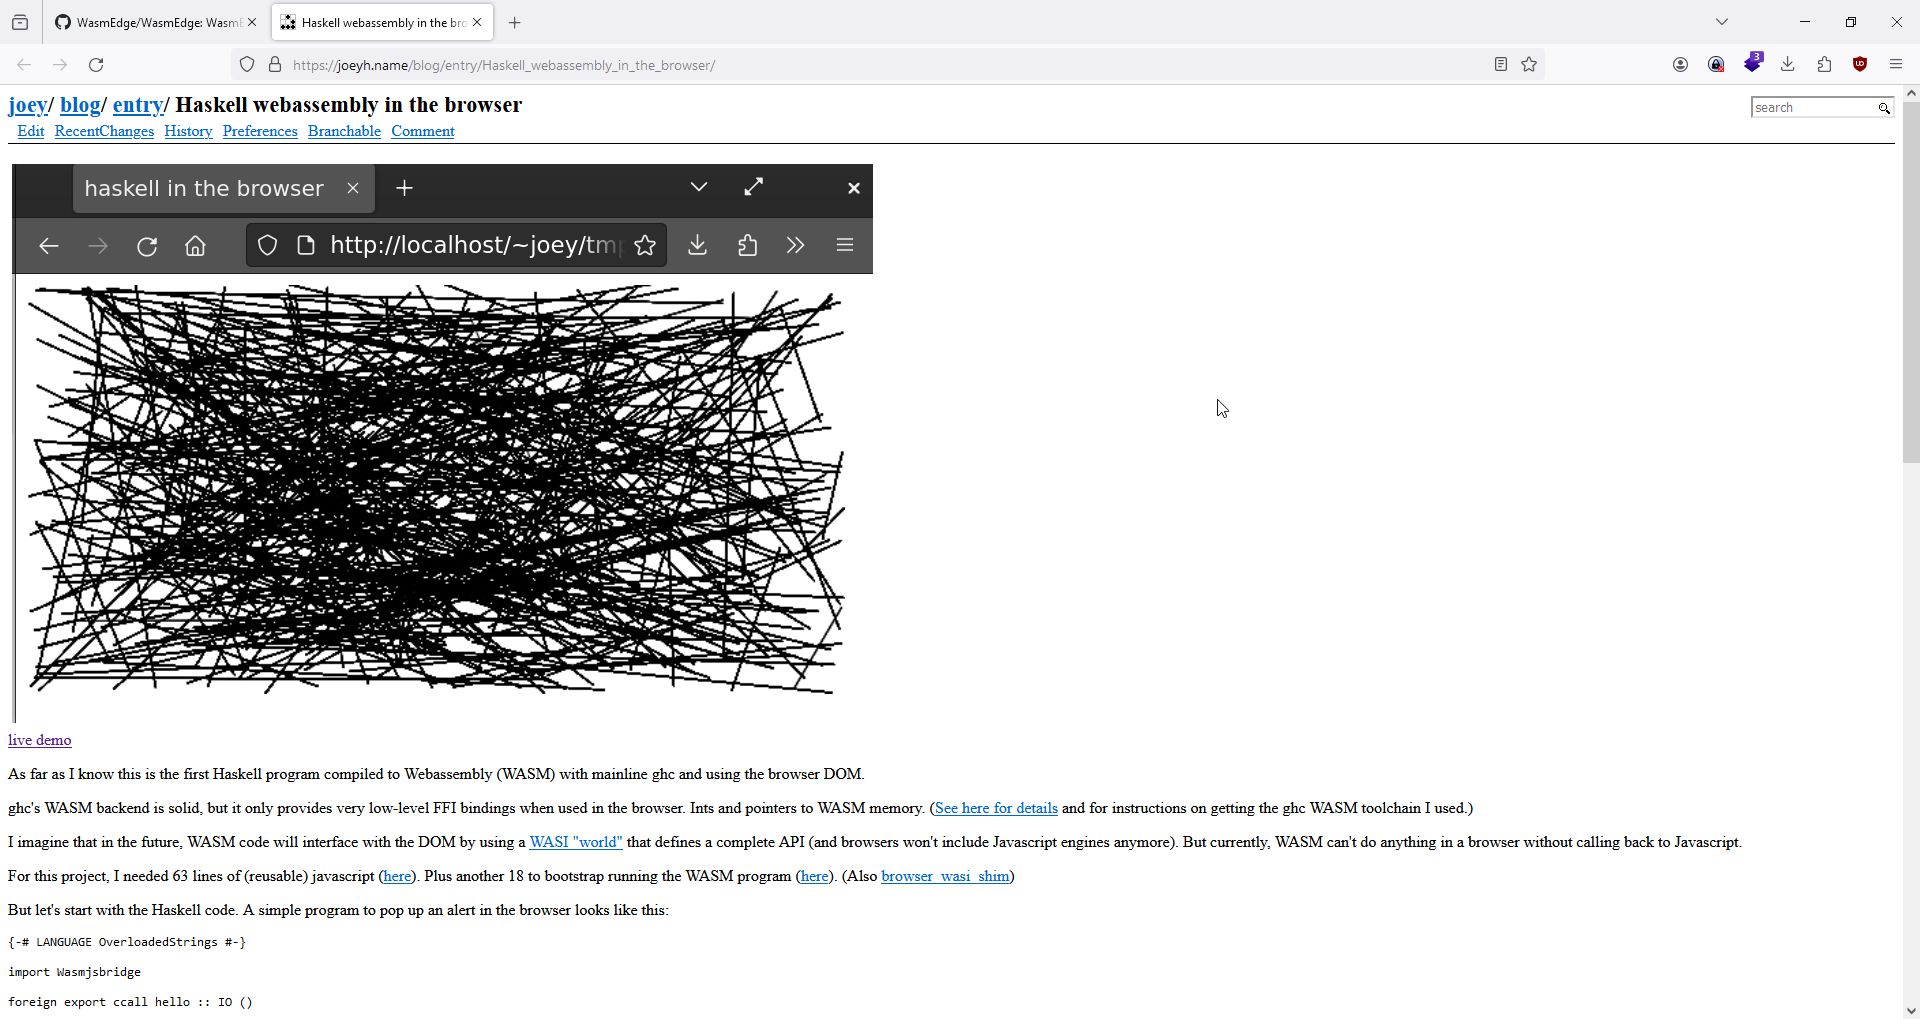 WasmEdge/WasmEdge: WasmE
Haskell webassembly in the bro
https://joeyh.name/blog/entry/Haskell_webassembly_in_the_browser/
3
joey/ blog/ entry/ Haskell webassembly in the browser
search
Edit RecentChanges History Preferences Branchable Comment
haskell in the browser
http://localhost/~joey/tmp
live demo
As far as I know this is the first Haskell program compiled to Webassembly (WASM) with mainline ghc and using the browser DOM.
ghc's WASM backend is solid, but it only provides very low-level FFI bindings when used in the browser. Ints and pointers to WASM memory. (See here for details and for instructions on getting the ghc WASM toolchain I used.)
I imagine that in the future, WASM code will interface with the DOM by using a WASI "world" that defines a complete API (and browsers won't include Javascript engines anymore). But currently, WASM can't do anything in a browser without calling back to Javascript.
For this project, I needed 63 lines of (reusable) javascript (here). Plus another 18 to bootstrap running the WASM program (here). (Also browser_wasi_shim)
But let's start with the Haskell code. A simple program to pop up an alert in the browser looks like this:
{-# LANGUAGE OverloadedStrings #-}
import Wasmjsbridge
foreign export ccall hello :: IO ()